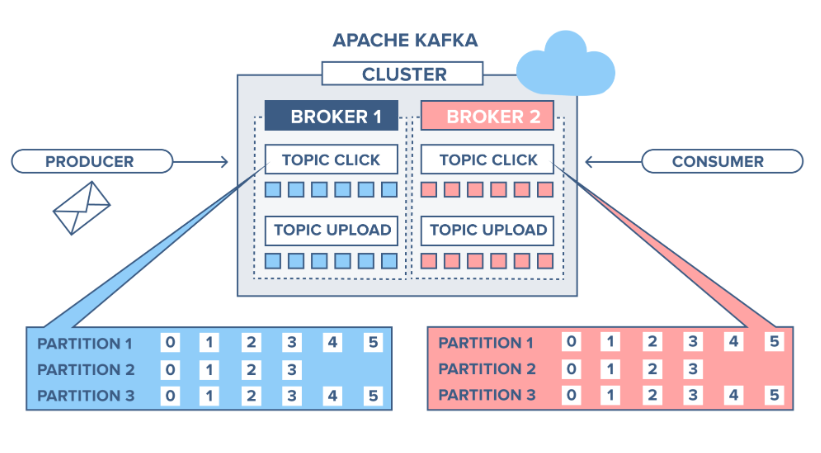 APACHE KAFKA
CLUSTER
BROKER 1
BROKER 2
PRODUCER
TOPIC CLICK
TOPIC CLICK
CONSUMER
TOPIC UPLOAD
TOPIC UPLOAD
PARTITION 1 0 1 2 3 4 5
PARTITION 2 0 1 2 3
PARTITION 3 0 1 2 3 4 5
PARTITION 1 0 1 2 3 4 5
PARTITION 2 0 1 2 3
PARTITION 3 0 1 2 3 4 5